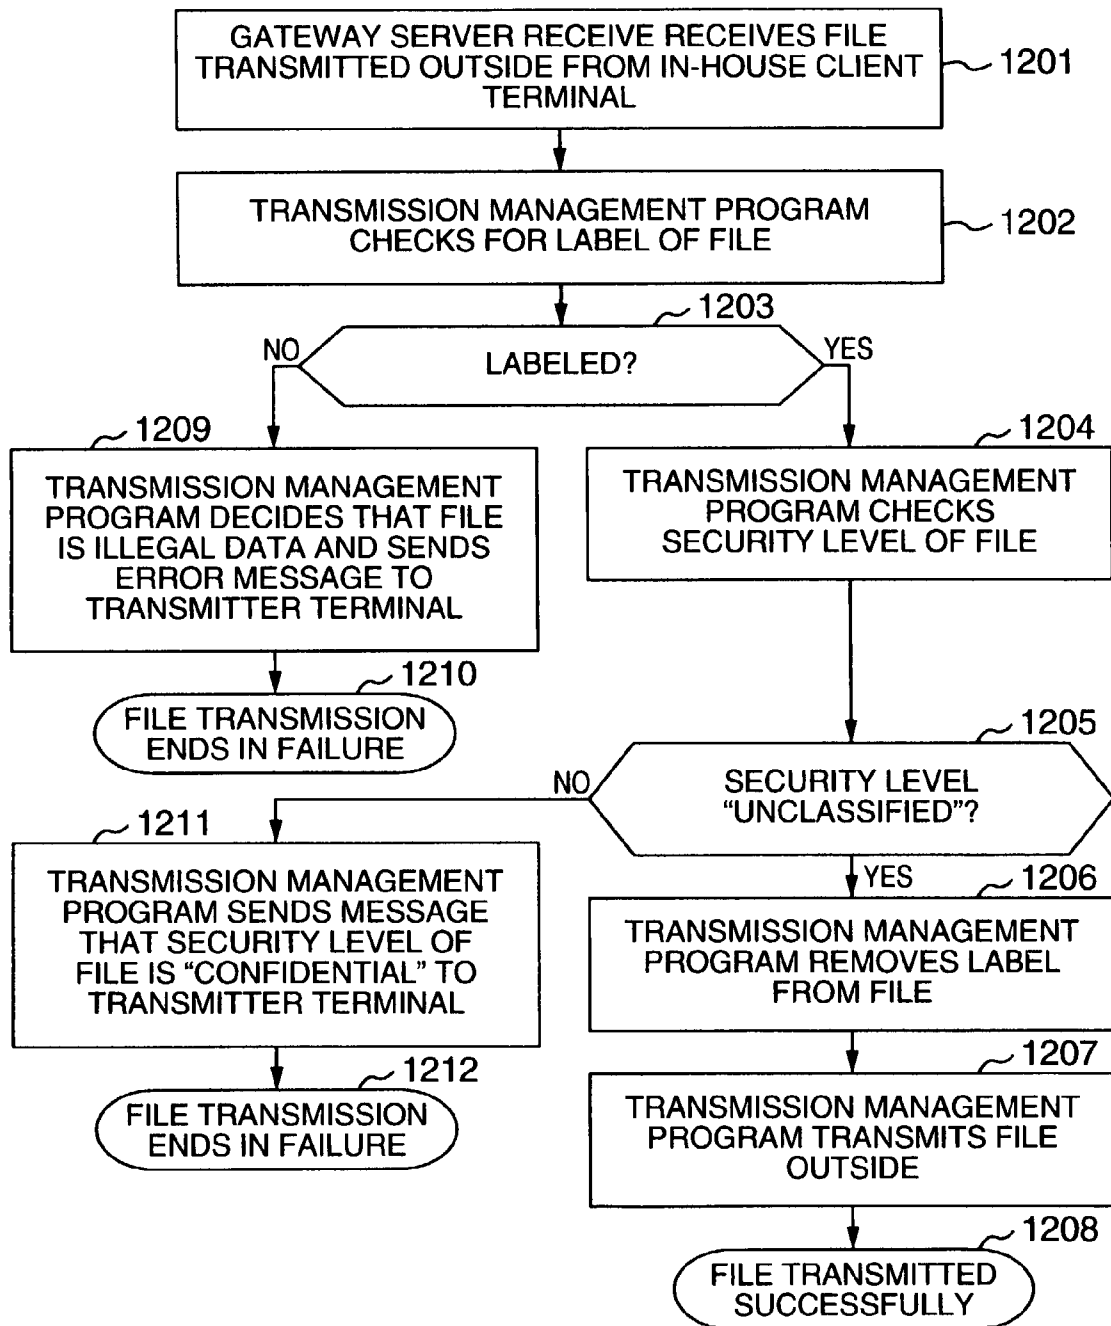 GATEWAY SERVER RECEIVE RECEIVES FILE
TRANSMITTED OUTSIDE FROM IN-HOUSE CLIENT
TERMINAL
1201
TRANSMISSION MANAGEMENT PROGRAM
CHECKS FOR LABEL OF FILE
1202
1203
NO
LABELED?
YES
1209
TRANSMISSION MANAGEMENT
PROGRAM DECIDES THAT FILE
IS ILLEGAL DATA AND SENDS
ERROR MESSAGE TO
TRANSMITTER TERMINAL
1204
TRANSMISSION MANAGEMENT
PROGRAM CHECKS
SECURITY LEVEL OF FILE
1210
FILE TRANSMISSION
ENDS IN FAILURE
1205
NO
SECURITY LEVEL
“UNCLASSIFIED”?
1211
TRANSMISSION MANAGEMENT
PROGRAM SENDS MESSAGE
THAT SECURITY LEVEL OF
FILE IS “CONFIDENTIAL” TO
TRANSMITTER TERMINAL
YES
1206
TRANSMISSION MANAGEMENT
PROGRAM REMOVES LABEL
FROM FILE
1212
FILE TRANSMISSION
ENDS IN FAILURE
1207
TRANSMISSION MANAGEMENT
PROGRAM TRANSMITS FILE
OUTSIDE
1208
FILE TRANSMITTED
SUCCESSFULLY